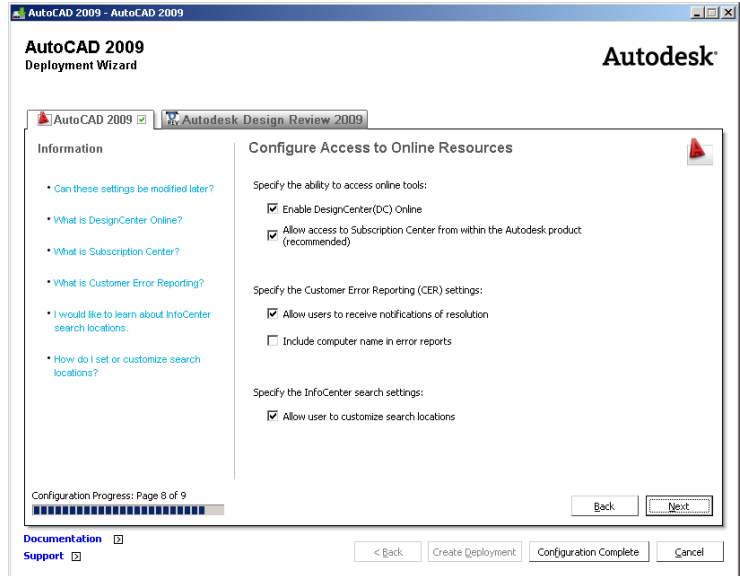 AutoCAD 2009 - AutoCAD 2009
AutoCAD 2009
Deployment Wizard
Autodesk
AutoCAD 2009
REV
Autodesk Design Review 2009
Information
• Can these settings be modified later?
• What is DesignCenter Online?
• What is Subscription Center?
• What is Customer Error Reporting?
• I would like to learn about InfoCenter
search locations.
• How do I set or customize search
locations?
Configure Access to Online Resources
Specify the ability to access online tools:
Enable DesignCenter(DC) Online
Allow access to Subscription Center from within the Autodesk product
(recommended)
Specify the Customer Error Reporting (CER) settings:
Allow users to receive notifications of resolution
Include computer name in error reports
Specify the InfoCenter search settings:
Allow user to customize search locations
Configuration Progress: Page 8 of 9
Back
Next
Documentation
Support
< Back
Create Deployment
Configuration Complete
Cancel